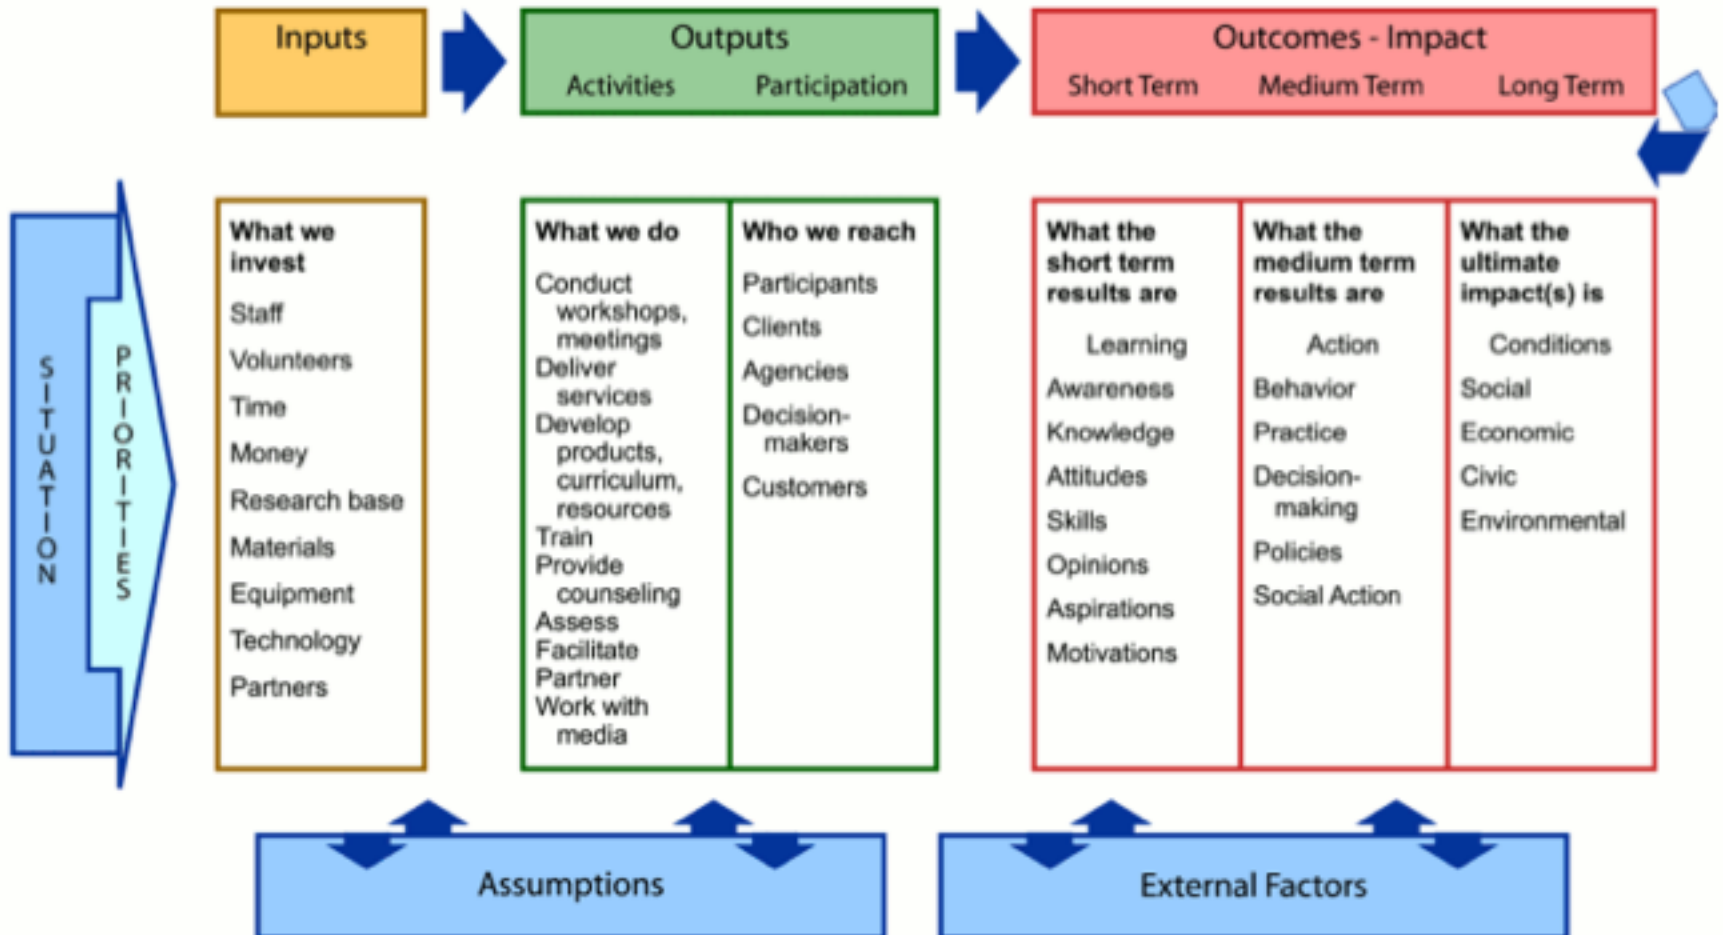 Inputs
Outputs
Activities Participation
Outcomes - Impact
Short Term Medium Term Long Term
SITUATION
PRIORITIES
What we
invest
Staff
Volunteers
Time
Money
Research base
Materials
Equipment
Technology
Partners
What we do
Conduct
workshops,
meetings
Deliver
services
Develop
products,
curriculum,
resources
Train
Provide
counseling
Assess
Facilitate
Partner
Work with
media
Who we reach
Participants
Clients
Agencies
Decision-
makers
Customers
What the
short term
results are
Learning
Awareness
Knowledge
Attitudes
Skills
Opinions
Aspirations
Motivations
What the
medium term
results are
Action
Behavior
Practice
Decision-
making
Policies
Social Action
What the
ultimate
impact(s) is
Conditions
Social
Economic
Civic
Environmental
Assumptions
External Factors